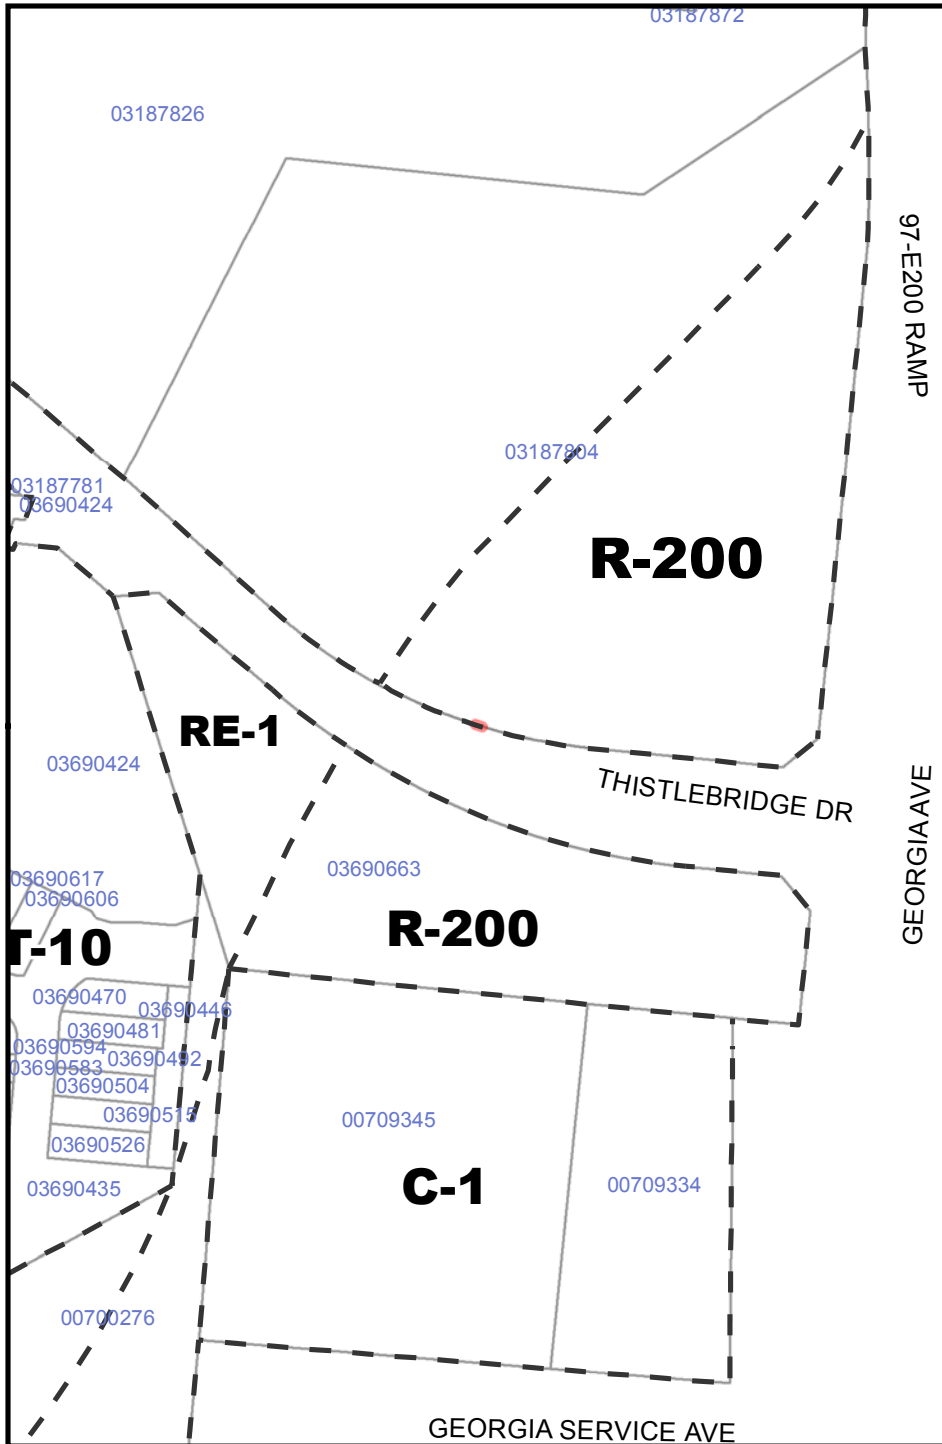 03187872
03187826
97-E200 RAMP
03187804
03187781
03690424
R-200
RE-1
03690424
THISTLEBRIDGE DR
GEORGIA AVE
03690663
03690617
03690606
R-200
T-10
03690470
03690446
03690481
03690594
03690492
03690583
03690504
03690515
03690526
00709345
C-1
00709334
03690435
00700276
GEORGIA SERVICE AVE